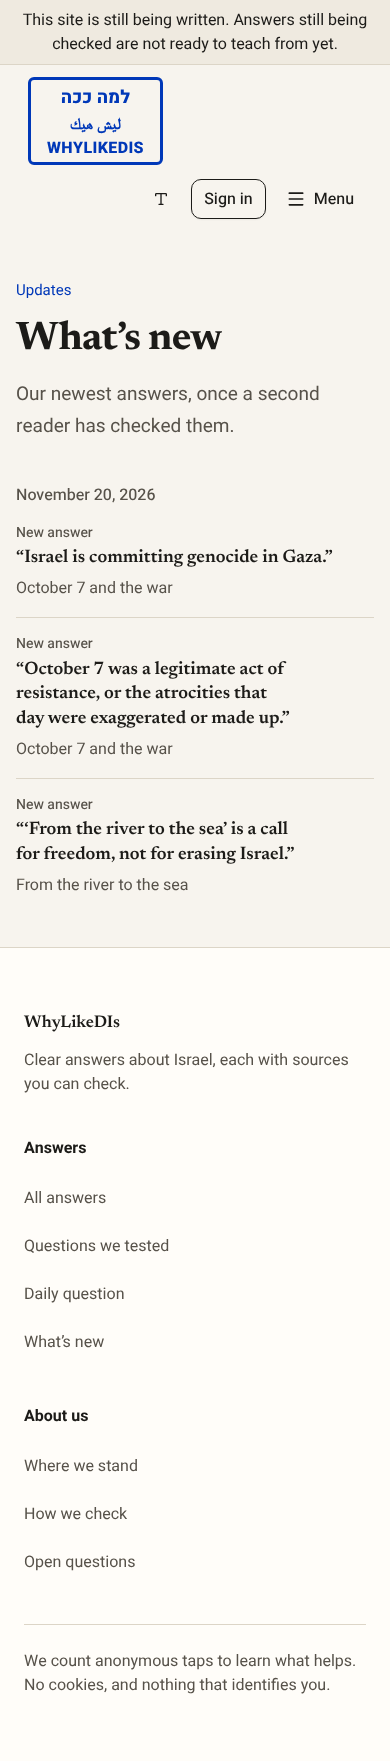 This site is still being written. Answers still being
checked are not ready to teach from yet.
למה ככה
ليش هيك
WHYLIKEDIS
T
Sign in
Menu
Updates
What’s new
Our newest answers, once a second
reader has checked them.
November 20, 2026
New answer
“Israel is committing genocide in Gaza.”
October 7 and the war
New answer
“October 7 was a legitimate act of
resistance, or the atrocities that
day were exaggerated or made up.”
October 7 and the war
New answer
“‘From the river to the sea’ is a call
for freedom, not for erasing Israel.”
From the river to the sea
WhyLikeDIs
Clear answers about Israel, each with sources
you can check.
Answers
All answers
Questions we tested
Daily question
What’s new
About us
Where we stand
How we check
Open questions
We count anonymous taps to learn what helps.
No cookies, and nothing that identifies you.